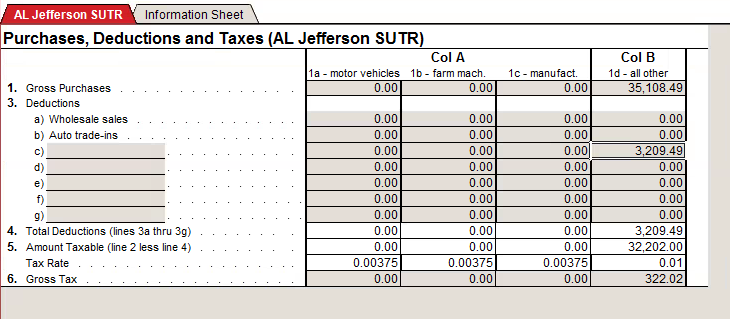 AL Jefferson SUTR Information Sheet
Purchases, Deductions and Taxes (AL Jefferson SUTR)
Col A Col B
1a - motor vehicles 1b - farm mach. 1c - manufact. 1d - all other
1. Gross Purchases 0.00 0.00 0.00 35,108.49
3. Deductions
a) Wholesale sales 0.00 0.00 0.00 0.00
b) Auto trade-ins 0.00 0.00 0.00 0.00
c) 0.00 0.00 0.00 3,209.49
d) 0.00 0.00 0.00 0.00
e) 0.00 0.00 0.00 0.00
f) 0.00 0.00 0.00 0.00
g) 0.00 0.00 0.00 0.00
4. Total Deductions (lines 3a thru 3g) 0.00 0.00 0.00 3,209.49
5. Amount Taxable (line 2 less line 4) 0.00 0.00 0.00 32,202.00
Tax Rate 0.00375 0.00375 0.00375 0.01
6. Gross Tax 0.00 0.00 0.00 322.02